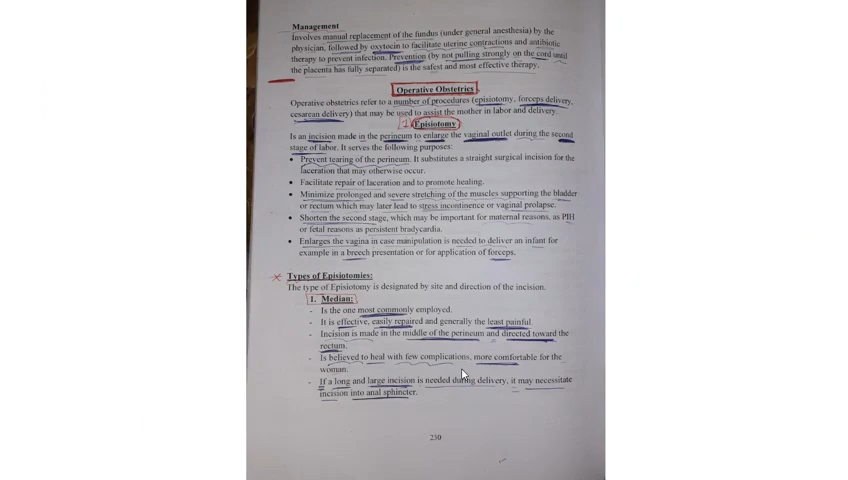 Management
Involves manual replacement of the fundus (under general anesthesia) by the
physician, followed by oxytocin to facilitate uterine contractions and antibiotic
therapy to prevent infection. Prevention (by not pulling strongly on the cord until
the placenta has fully separated) is the safest and most effective therapy.
Operative Obstetrics
Operative obstetrics refer to a number of procedures (episiotomy, forceps delivery,
cesarean delivery) that may be used to assist the mother in labor and delivery.
1 Episiotomy
Is an incision made in the perineum to enlarge the vaginal outlet during the second
stage of labor. It serves the following purposes:
• Prevent tearing of the perineum. It substitutes a straight surgical incision for the
laceration that may otherwise occur.
• Facilitate repair of laceration and to promote healing.
• Minimize prolonged and severe stretching of the muscles supporting the bladder
or rectum which may later lead to stress incontinence or vaginal prolapse.
• Shorten the second stage, which may be important for maternal reasons, as PIH
or fetal reasons as persistent bradycardia.
• Enlarges the vagina in case manipulation is needed to deliver an infant for
example in a breech presentation or for application of forceps.
Types of Episiotomies:
The type of Episiotomy is designated by site and direction of the incision.
1. Median:
- Is the one most commonly employed.
- It is effective, easily repaired and generally the least painful.
- Incision is made in the middle of the perineum and directed toward the
rectum.
- Is believed to heal with few complications, more comfortable for the
woman.
- If a long and large incision is needed during delivery, it may necessitate
incision into anal sphincter.
230